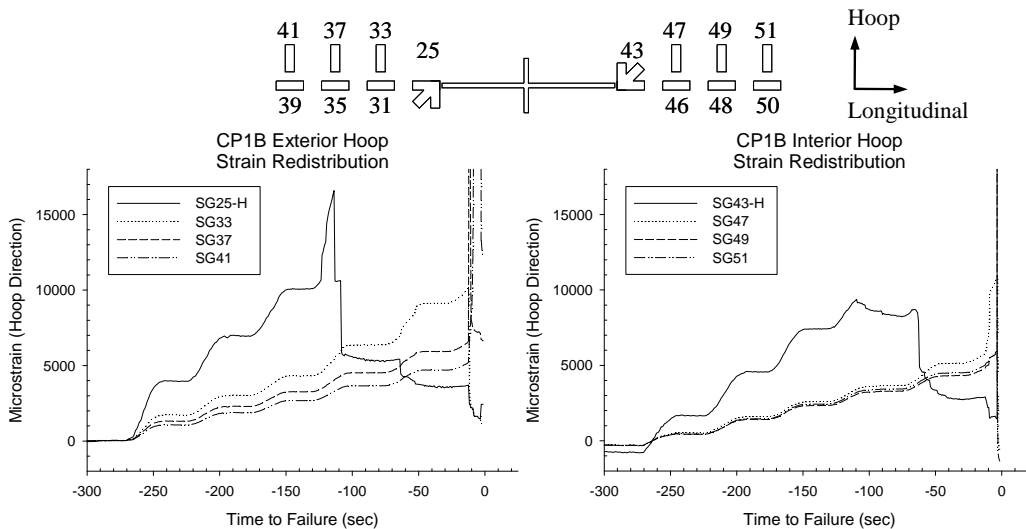 41 37 33 25 43 47 49 51 Hoop
39 35 31 46 48 50 Longitudinal
CP1B Exterior Hoop
Strain Redistribution
SG25-H
SG33
SG37
SG41
Microstrain (Hoop Direction)
15000
10000
5000
0
-300 -250 -200 -150 -100 -50 0
Time to Failure (sec)
CP1B Interior Hoop
Strain Redistribution
SG43-H
SG47
SG49
SG51
Microstrain (Hoop Direction)
15000
10000
5000
0
-300 -250 -200 -150 -100 -50 0
Time to Failure (sec)